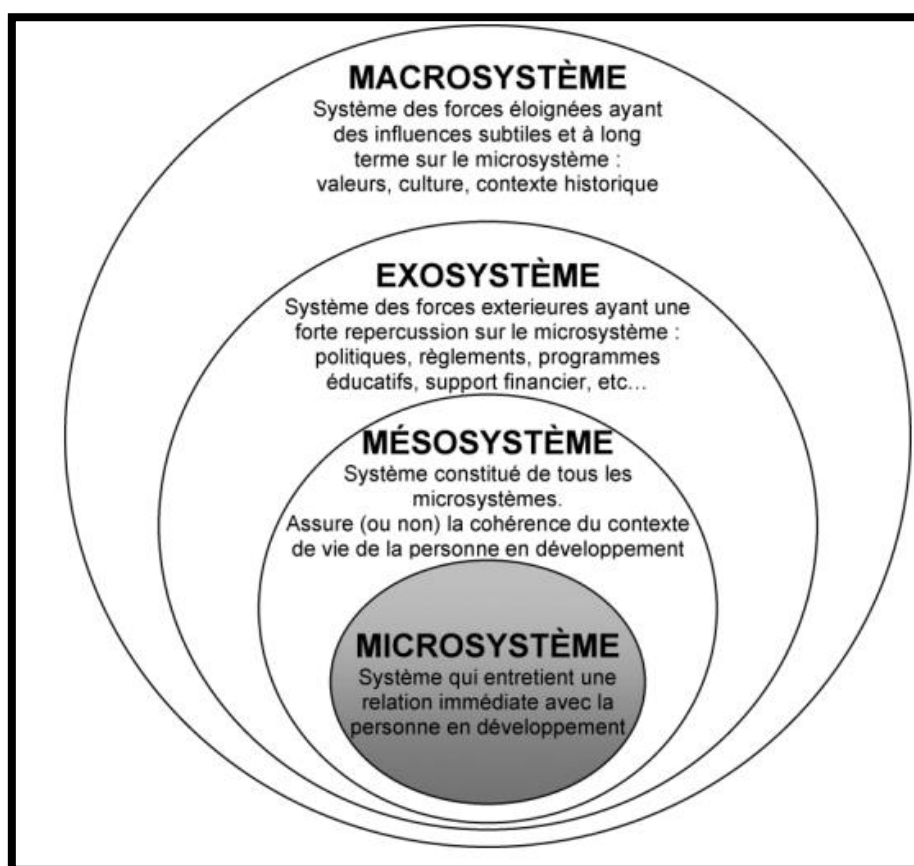 MACROSYSTÈME
Système des forces éloignées ayant
des influences subtiles et à long
terme sur le microsystème :
valeurs, culture, contexte historique
EXOSYSTÈME
Système des forces exterieures ayant une
forte repercussion sur le microsystème :
politiques, règlements, programmes
éducatifs, support financier, etc...
MÉSOSYSTÈME
Système constitué de tous les
microsystèmes.
Assure (ou non) la cohérence du contexte
de vie de la personne en développement
MICROSYSTÈME
Système qui entretient une
relation immédiate avec la
personne en développement